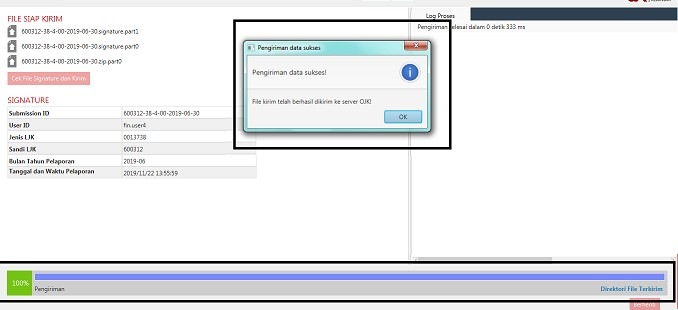 FILE SIAP KIRIM
600312-38-4-00-2019-06-30.signature.part1
600312-38-4-00-2019-06-30.signature.part0
600312-38-4-00-2019-06-30.zip.part0
Cek File Signature dan Kirim
SIGNATURE
Submission ID 600312-38-4-00-2019-06-30
User ID fin.user4
Jenis LJK 0013738
Sandi LJK 600312
Bulan Tahun Pelaporan 2019-06
Tanggal dan Waktu Pelaporan 2019/11/22 13:55:59
Log Proses
Pengiriman selesai dalam 0 detik 333 ms
Pengiriman data sukses
Pengiriman data sukses!
File kirim telah berhasil dikirim ke server OJK!
OK
100%
Pengiriman
Direktori File Terkirim